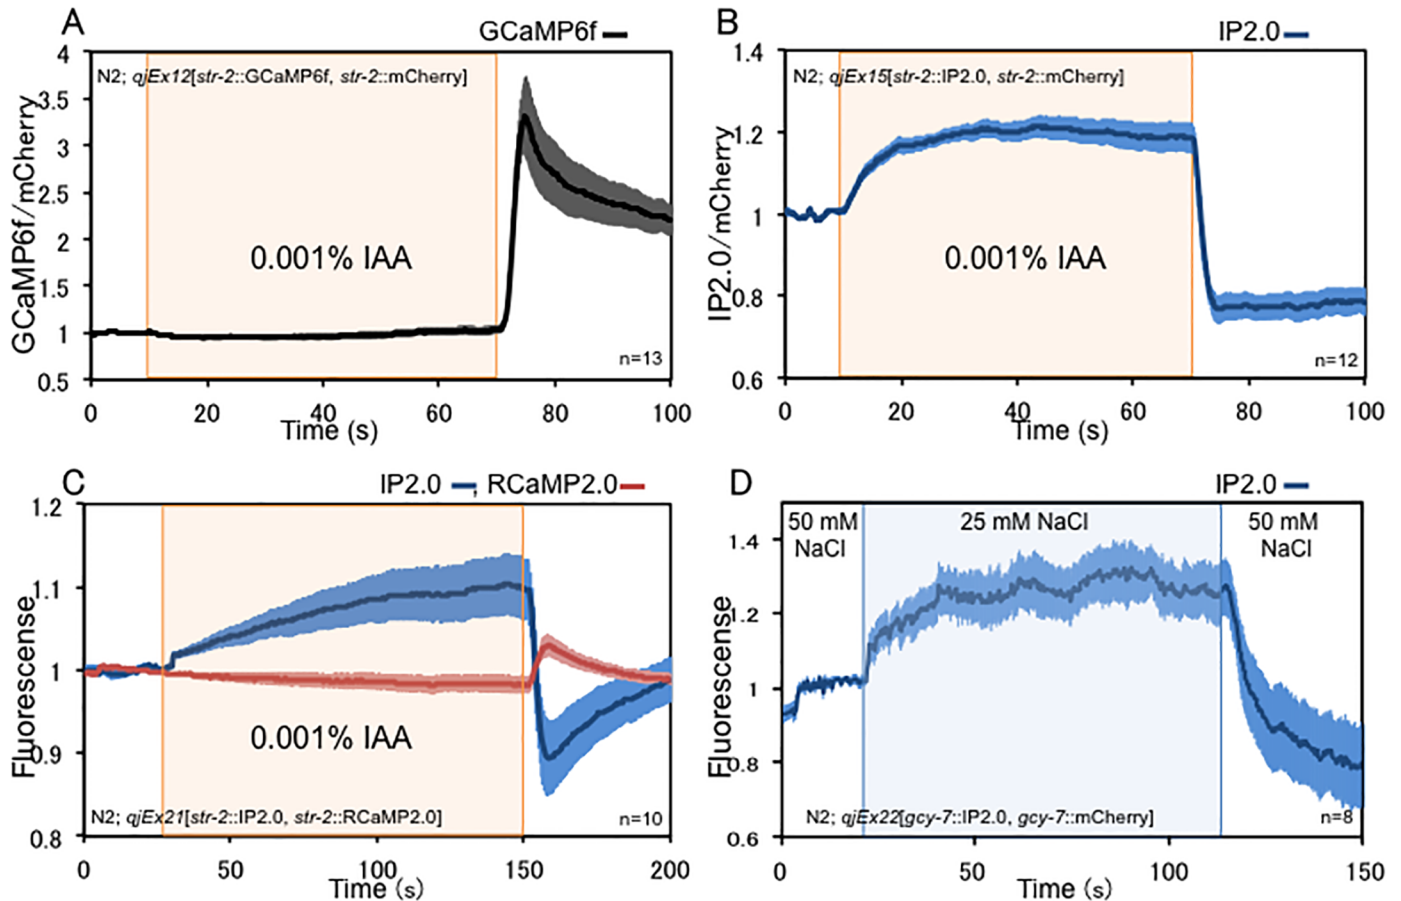 A
GCaMP6f
N2; qjEx12[str-2::GCaMP6f, str-2::mCherry]
GCaMP6f/mCherry
4
3.5
3
2.5
2
1.5
1
0.5
0.001% IAA
n=13
0 20 40 60 80 100
Time (s)
B
IP2.0
N2; qjEx15[str-2::IP2.0, str-2::mCherry]
IP2.0/mCherry
1.4
1.2
1
0.8
0.6
0.001% IAA
n=12
0 20 40 60 80 100
Time (s)
C
IP2.0 , RCaMP2.0
Fluorescense
1.2
1.1
1
0.9
0.8
0.001% IAA
N2; qjEx21[str-2::IP2.0, str-2::RCaMP2.0]
n=10
0 50 100 150 200
Time (s)
D
IP2.0
50 mM
NaCl
25 mM NaCl
50 mM
NaCl
Fluorescense
1.4
1.2
1
0.8
0.6
N2; qjEx22[gcy-7::IP2.0, gcy-7::mCherry]
n=8
0 50 100 150
Time (s)